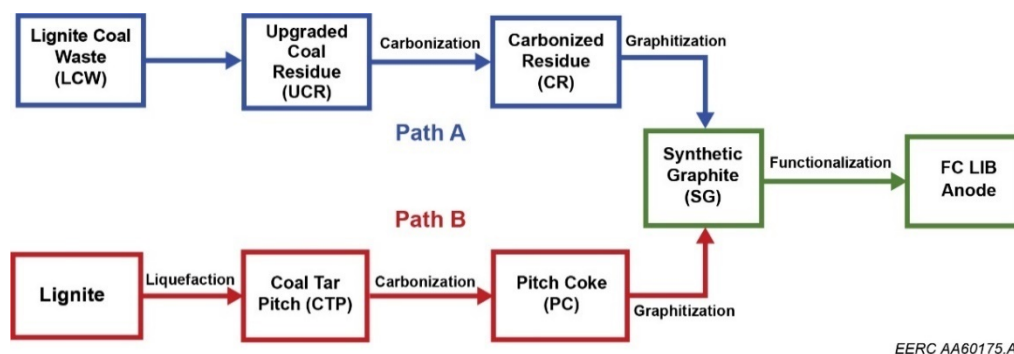 Lignite Coal
Waste
(LCW)
Upgraded
Coal
Residue
(UCR)
Carbonization
Carbonized
Residue
(CR)
Graphitization
Path A
Synthetic
Graphite
(SG)
Functionalization
FC LIB
Anode
Path B
Lignite
Liquefaction
Coal Tar
Pitch (CTP)
Carbonization
Pitch Coke
(PC)
Graphitization
EERC AA60175.A